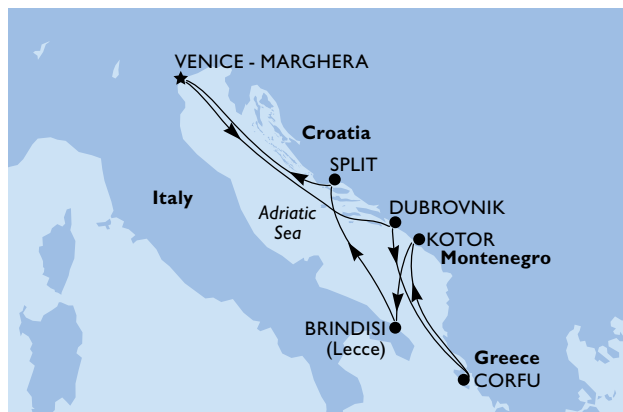 VENICE - MARGHERA
Croatia
SPLIT
Italy
Adriatic
Sea
DUBROVNIK
KOTOR
Montenegro
BRINDISI
(Lecce)
Greece
CORFU